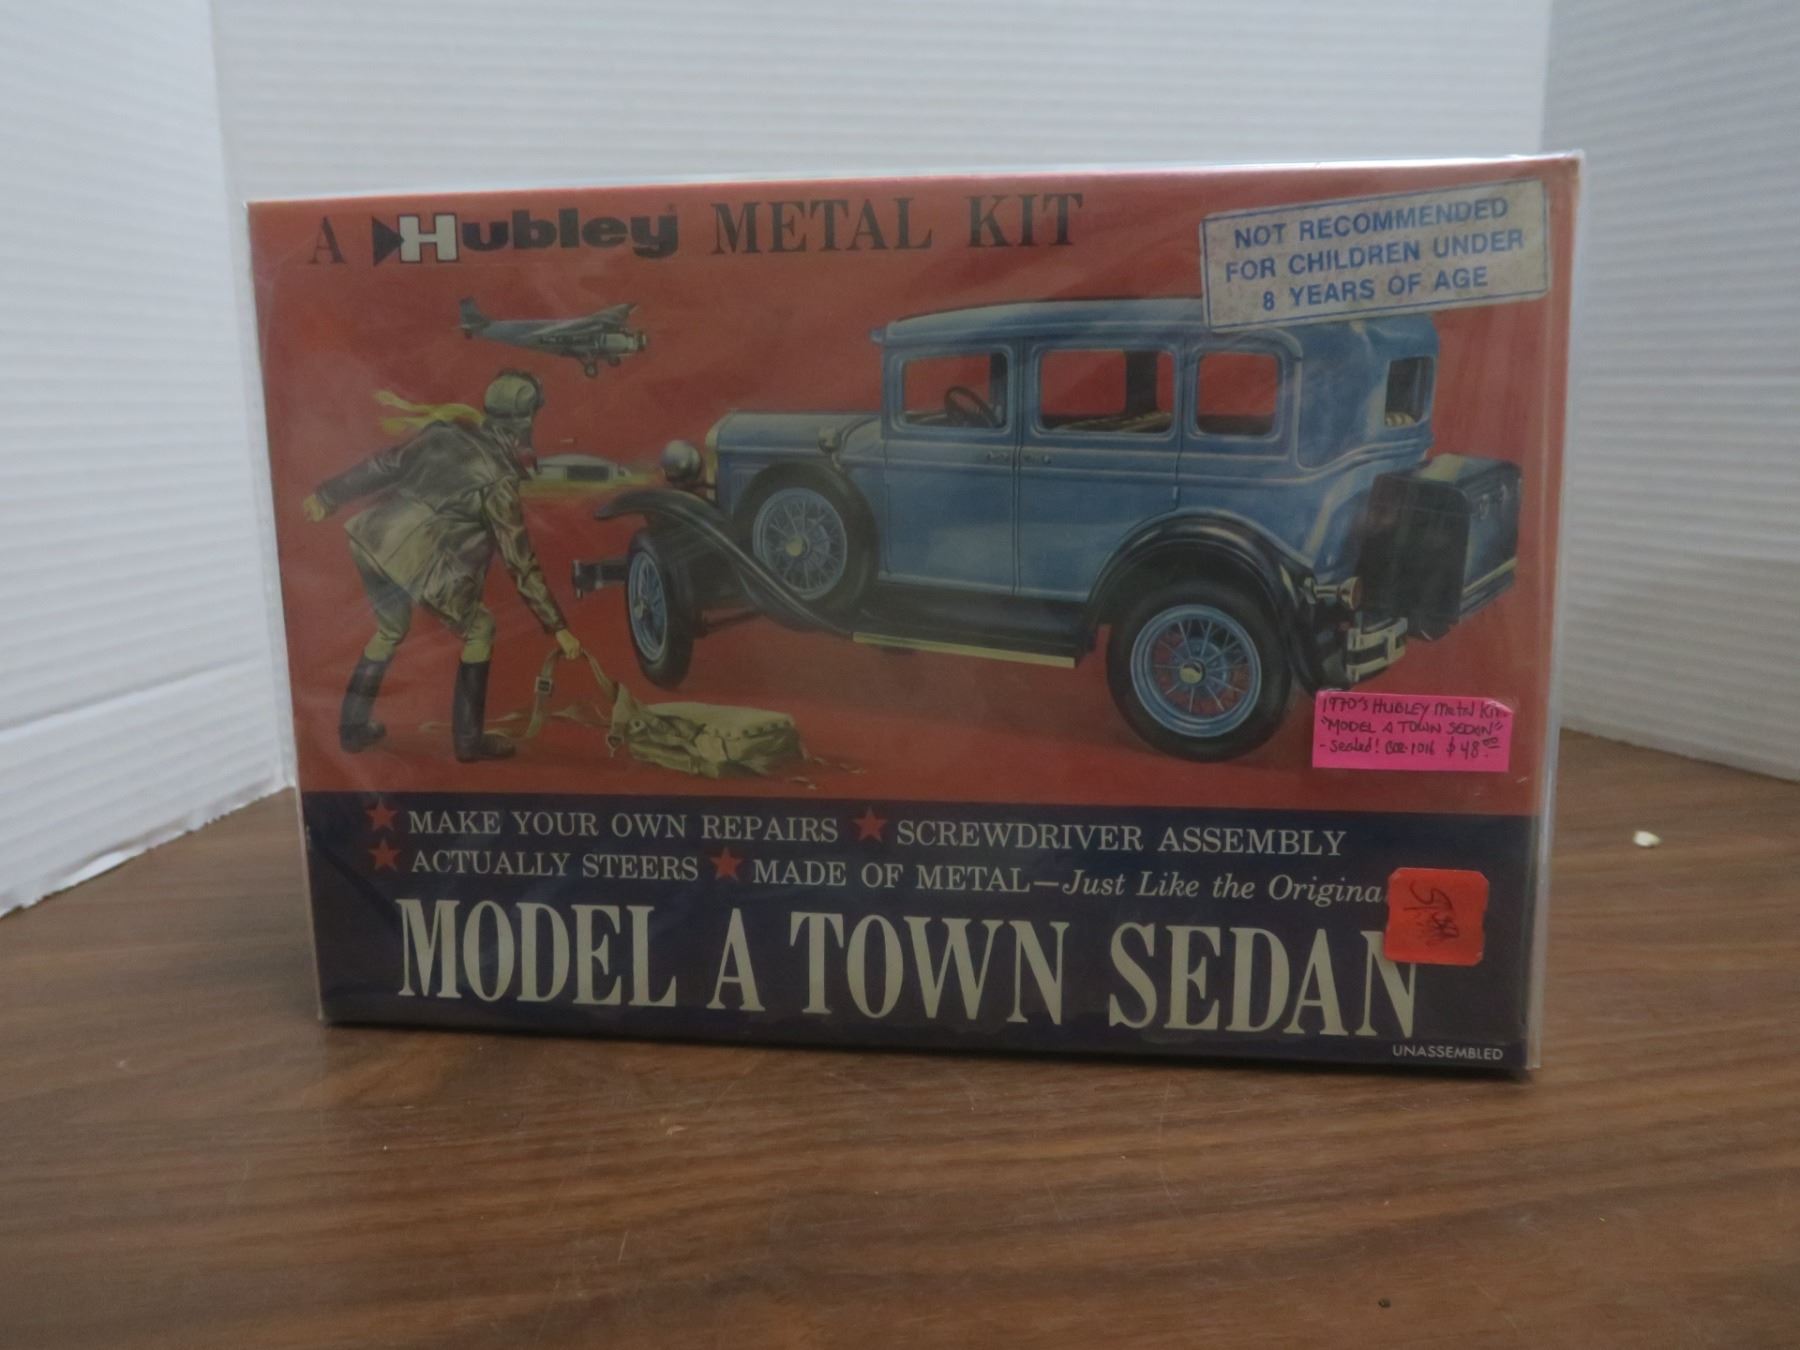 A Hubley METAL KIT
NOT RECOMMENDED
FOR CHILDREN UNDER
8 YEARS OF AGE
1970's HUBLEY Metal Kit
"MODEL A TOWN SEDAN"
- Sealed! 1016 $48.00
★ MAKE YOUR OWN REPAIRS ★ SCREWDRIVER ASSEMBLY
★ ACTUALLY STEERS ★ MADE OF METAL—Just Like the Origina
MODEL A TOWN SEDAN
UNASSEMBLED